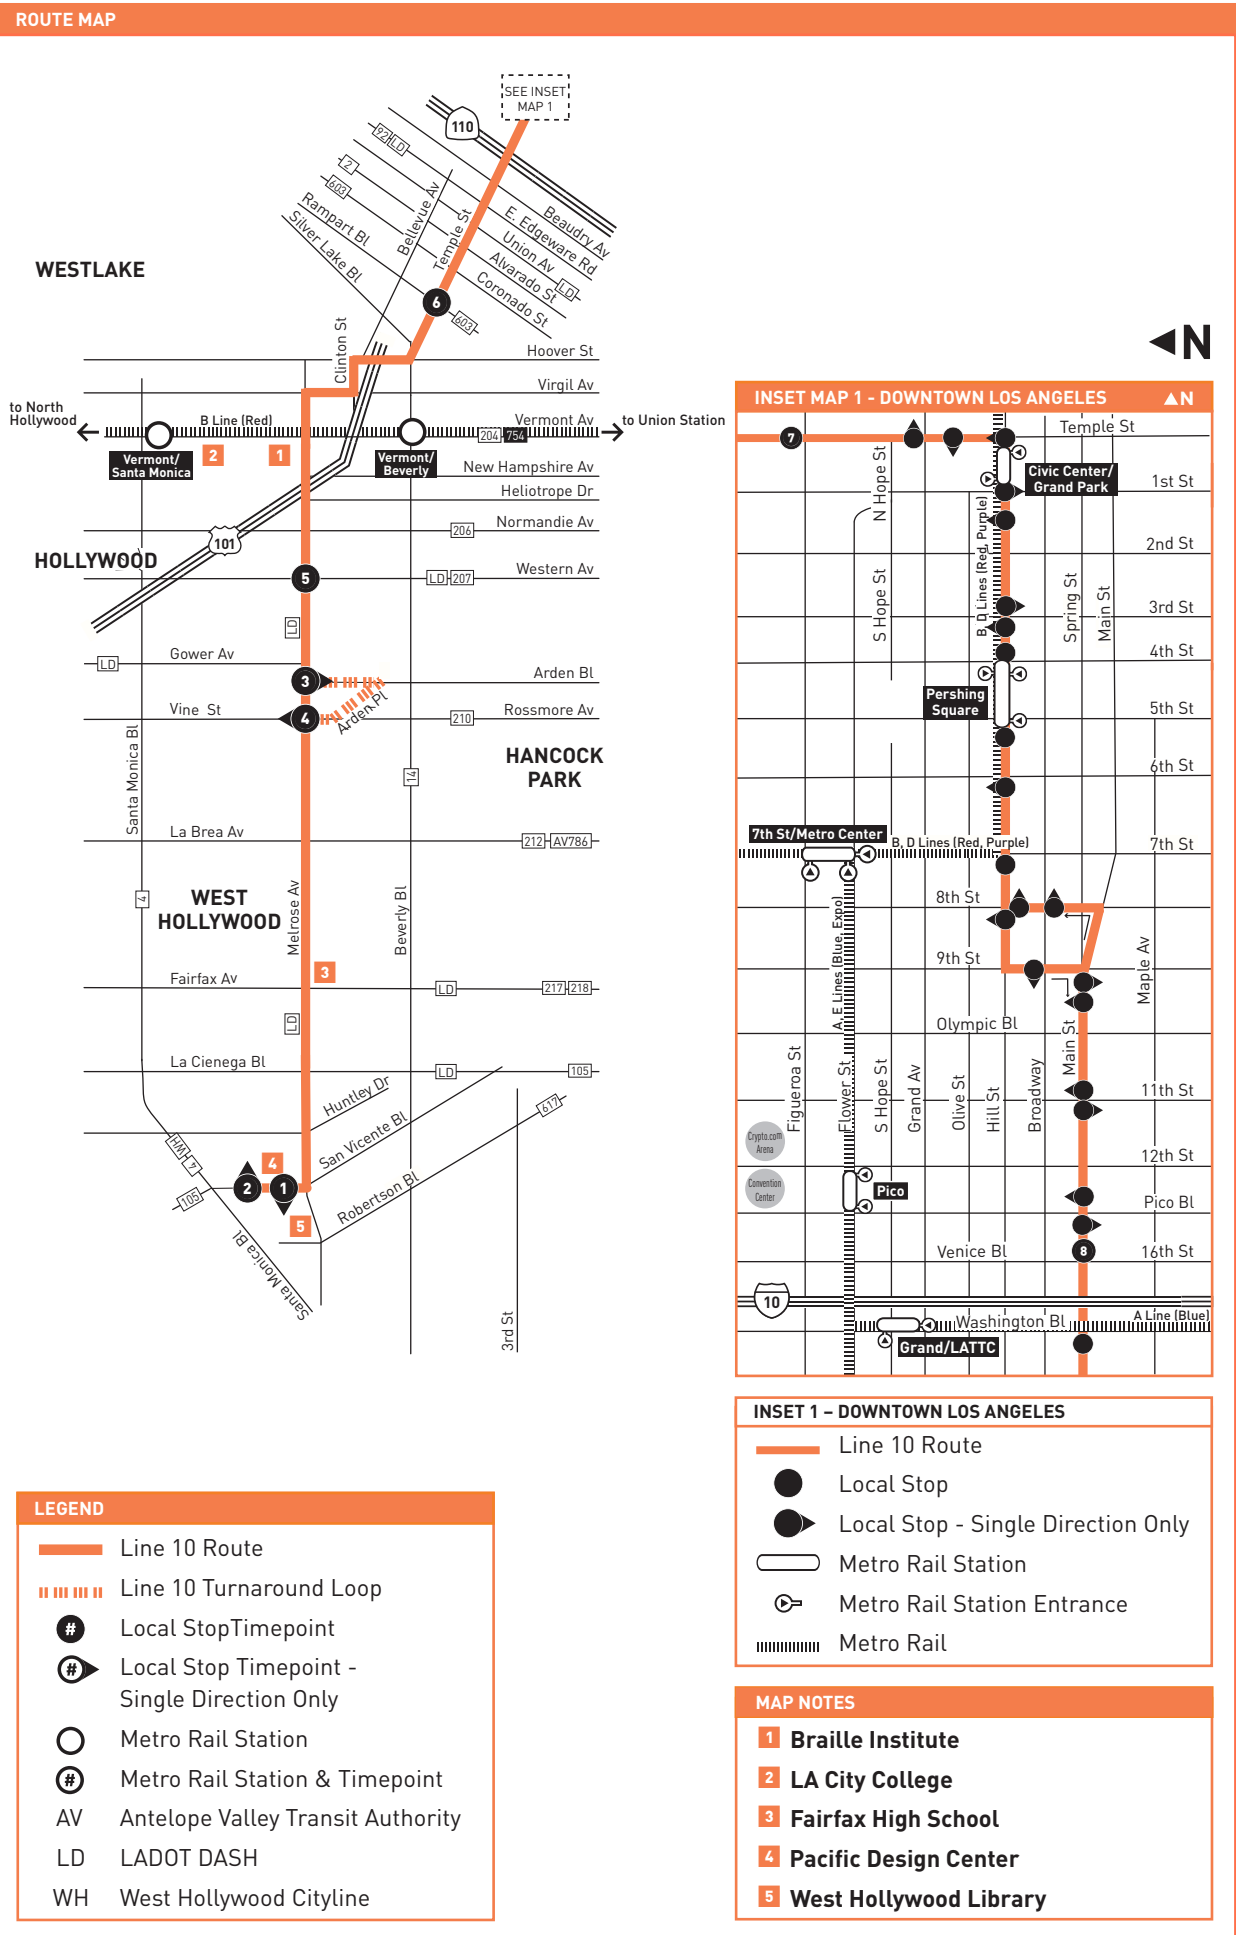 ROUTE MAP
SEE INSET
MAP 1
110
92
LD
2
603
Rampart Bl
Silver Lake Bl
Bellevue Av
Temple St
Beaudry Av
E. Edgeware Rd
Union Av
LD
Alvarado St
Coronado St
603
6
WESTLAKE
Clinton St
Hoover St
Virgil Av
to North
Hollywood
B Line (Red)
Vermont Av
to Union Station
204
754
Vermont/
Santa Monica
2
1
Vermont/
Beverly
New Hampshire Av
Heliotrope Dr
Normandie Av
206
101
HOLLYWOOD
5
LD
207
Western Av
LD
Gower Av
LD
3
Arden Bl
Vine St
4
Arden Pl
210
Rossmore Av
HANCOCK
PARK
Santa Monica Bl
14
La Brea Av
212
AV786
4
WEST
HOLLYWOOD
Melrose Av
Beverly Bl
3
Fairfax Av
LD
217
218
LD
La Cienega Bl
LD
105
Huntley Dr
San Vicente Bl
617
WH
4
4
105
2
1
Robertson Bl
5
Santa Monica Bl
3rd St
N
INSET MAP 1 - DOWNTOWN LOS ANGELES
N
7
Temple St
N Hope St
Civic Center/
Grand Park
1st St
B, D Lines (Red, Purple)
2nd St
S Hope St
Spring St
Main St
3rd St
4th St
Pershing
Square
5th St
6th St
7th St/Metro Center
B, D Lines (Red, Purple)
7th St
8th St
A, E Lines (Blue, Expo)
9th St
Maple Av
Olympic Bl
Main St
Figueroa St
Flower St
S Hope St
Grand Av
Olive St
Hill St
Broadway
11th St
Crypto.com
Arena
12th St
Convention
Center
Pico
Pico Bl
Venice Bl
8
16th St
10
Washington Bl
A Line (Blue)
Grand/LATTC
INSET 1 – DOWNTOWN LOS ANGELES
Line 10 Route
Local Stop
Local Stop - Single Direction Only
Metro Rail Station
Metro Rail Station Entrance
Metro Rail
LEGEND
Line 10 Route
Line 10 Turnaround Loop
# Local StopTimepoint
# Local Stop Timepoint -
Single Direction Only
Metro Rail Station
# Metro Rail Station & Timepoint
AV Antelope Valley Transit Authority
LD LADOT DASH
WH West Hollywood Cityline
MAP NOTES
1 Braille Institute
2 LA City College
3 Fairfax High School
4 Pacific Design Center
5 West Hollywood Library